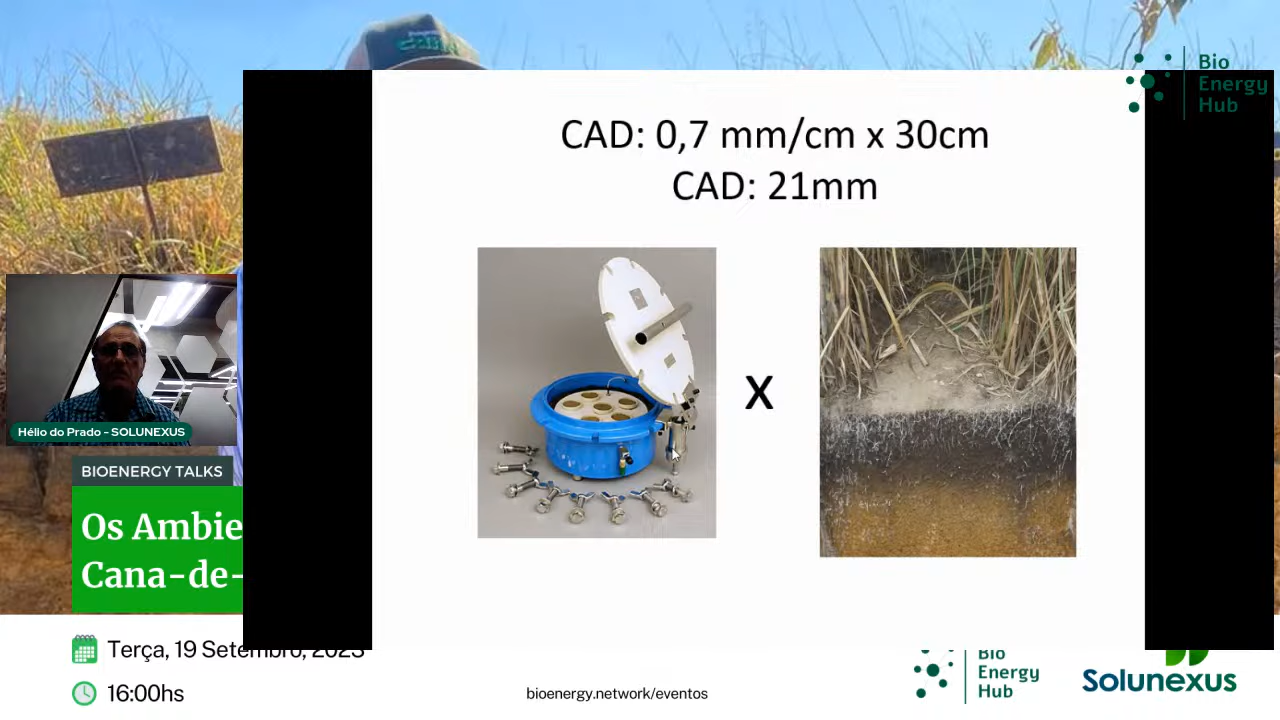 Bio
Energy
Hub
CAD: 0,7 mm/cm x 30cm
CAD: 21mm
X
Hélio do Prado - SOLUNEXUS
BIOENERGY TALKS
Os Ambie
Cana-de-
Terça, 19 Setembro, 2023
16:00hs
bioenergy.network/eventos
Bio
Energy
Hub
Solunexus